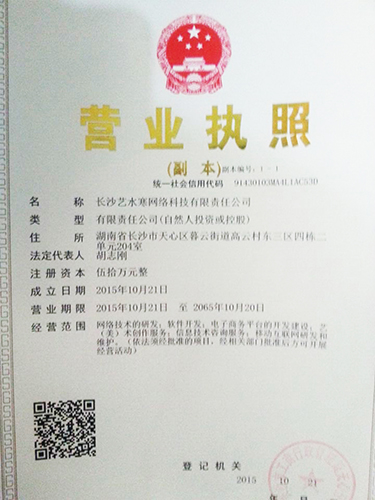 营业执照
(副 本) 副本编号:1-1
统一社会信用代码 91430103MA4L1AC53D
名 称 长沙艺水寒网络科技有限责任公司
类 型 有限责任公司(自然人投资或控股)
住 所 湖南省长沙市天心区暮云街道高云村东三区四栋二
单元204室
法定代表人 胡志刚
注册资本 伍拾万元整
成立日期 2015年10月21日
营业期限 2015年10月21日 至 2065年10月20日
经营范围 网络技术的研发;软件开发;电子商务平台的开发建设;艺
(美)术创作服务;信息技术咨询服务;移动互联网研发和
维护。(依法须经批准的项目,经相关部门批准后方可开展
经营活动)
登记机关
2015 10 21
年